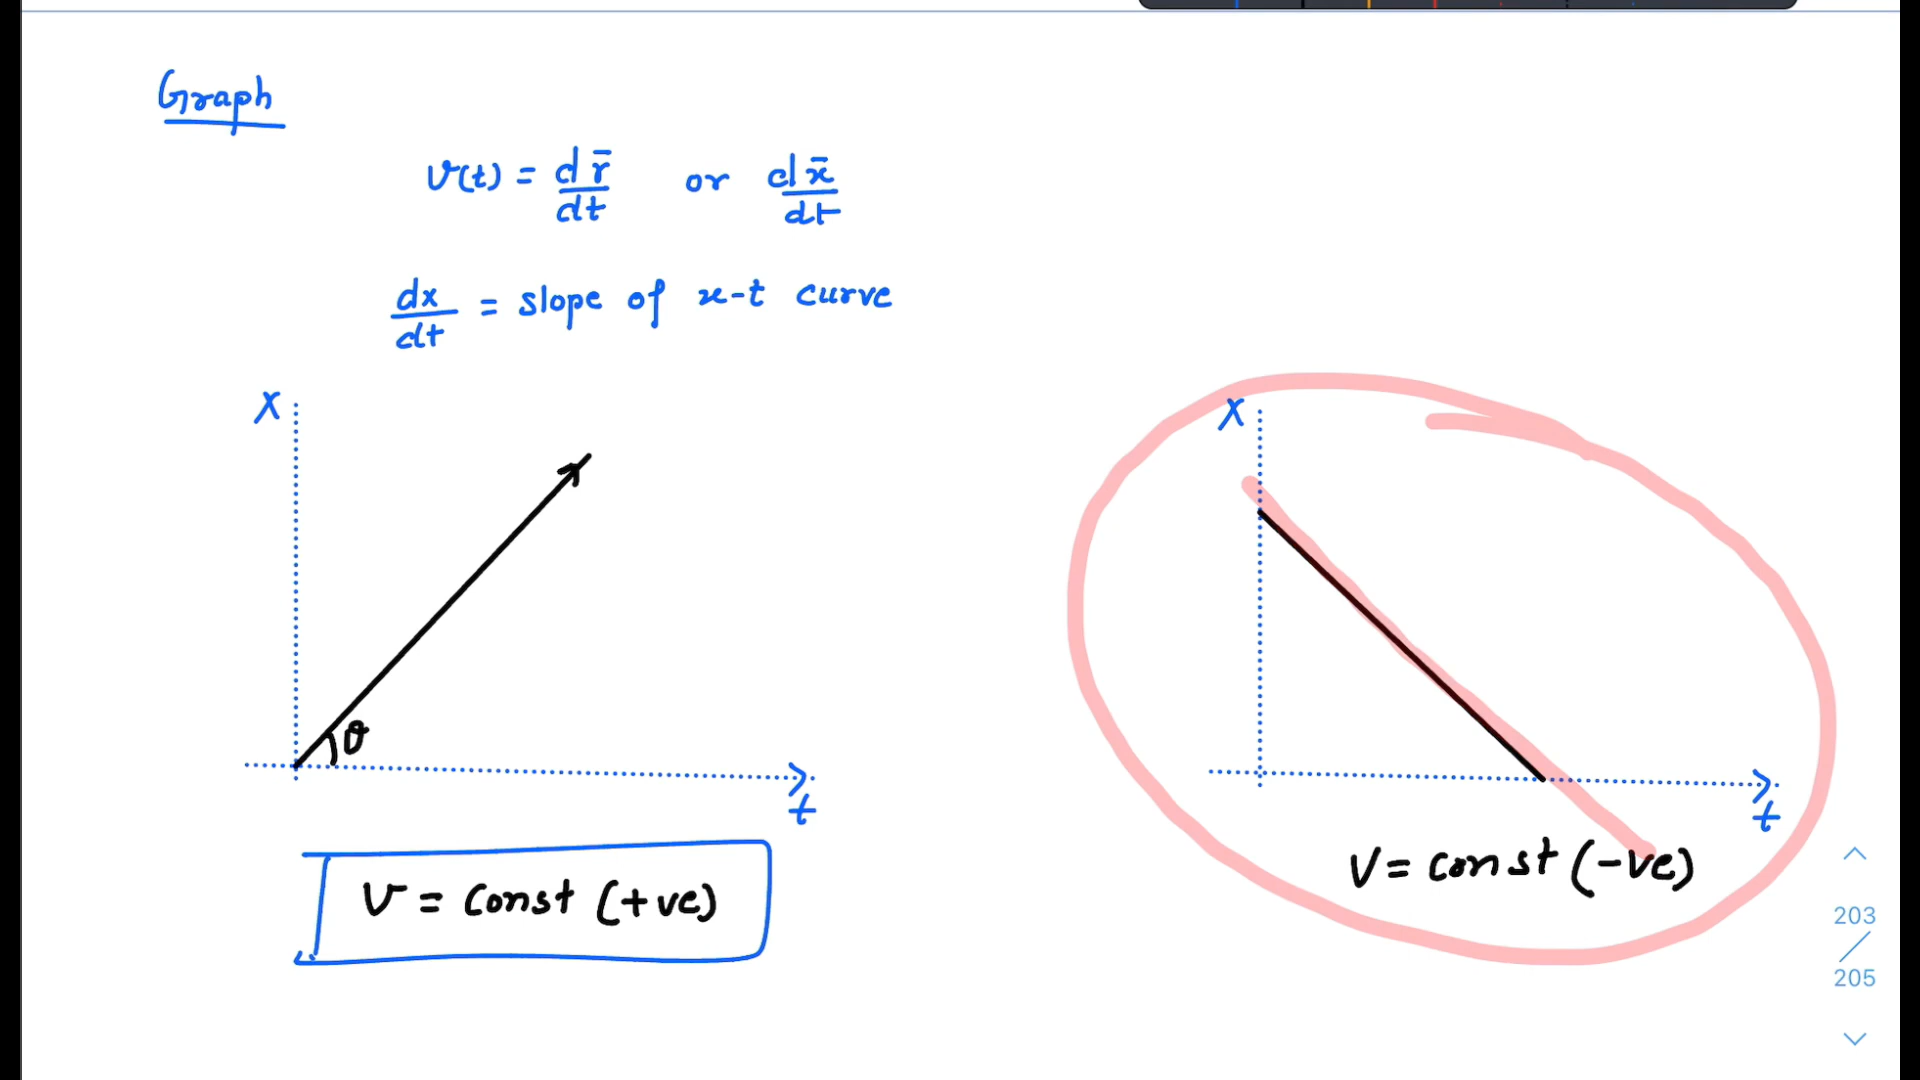 Graph
v(t) = dr̄/dt or dx̄/dt
dx/dt = slope of x-t curve
X
θ
t
v = const (+ve)
X
t
V = const (-ve)
203
/
205